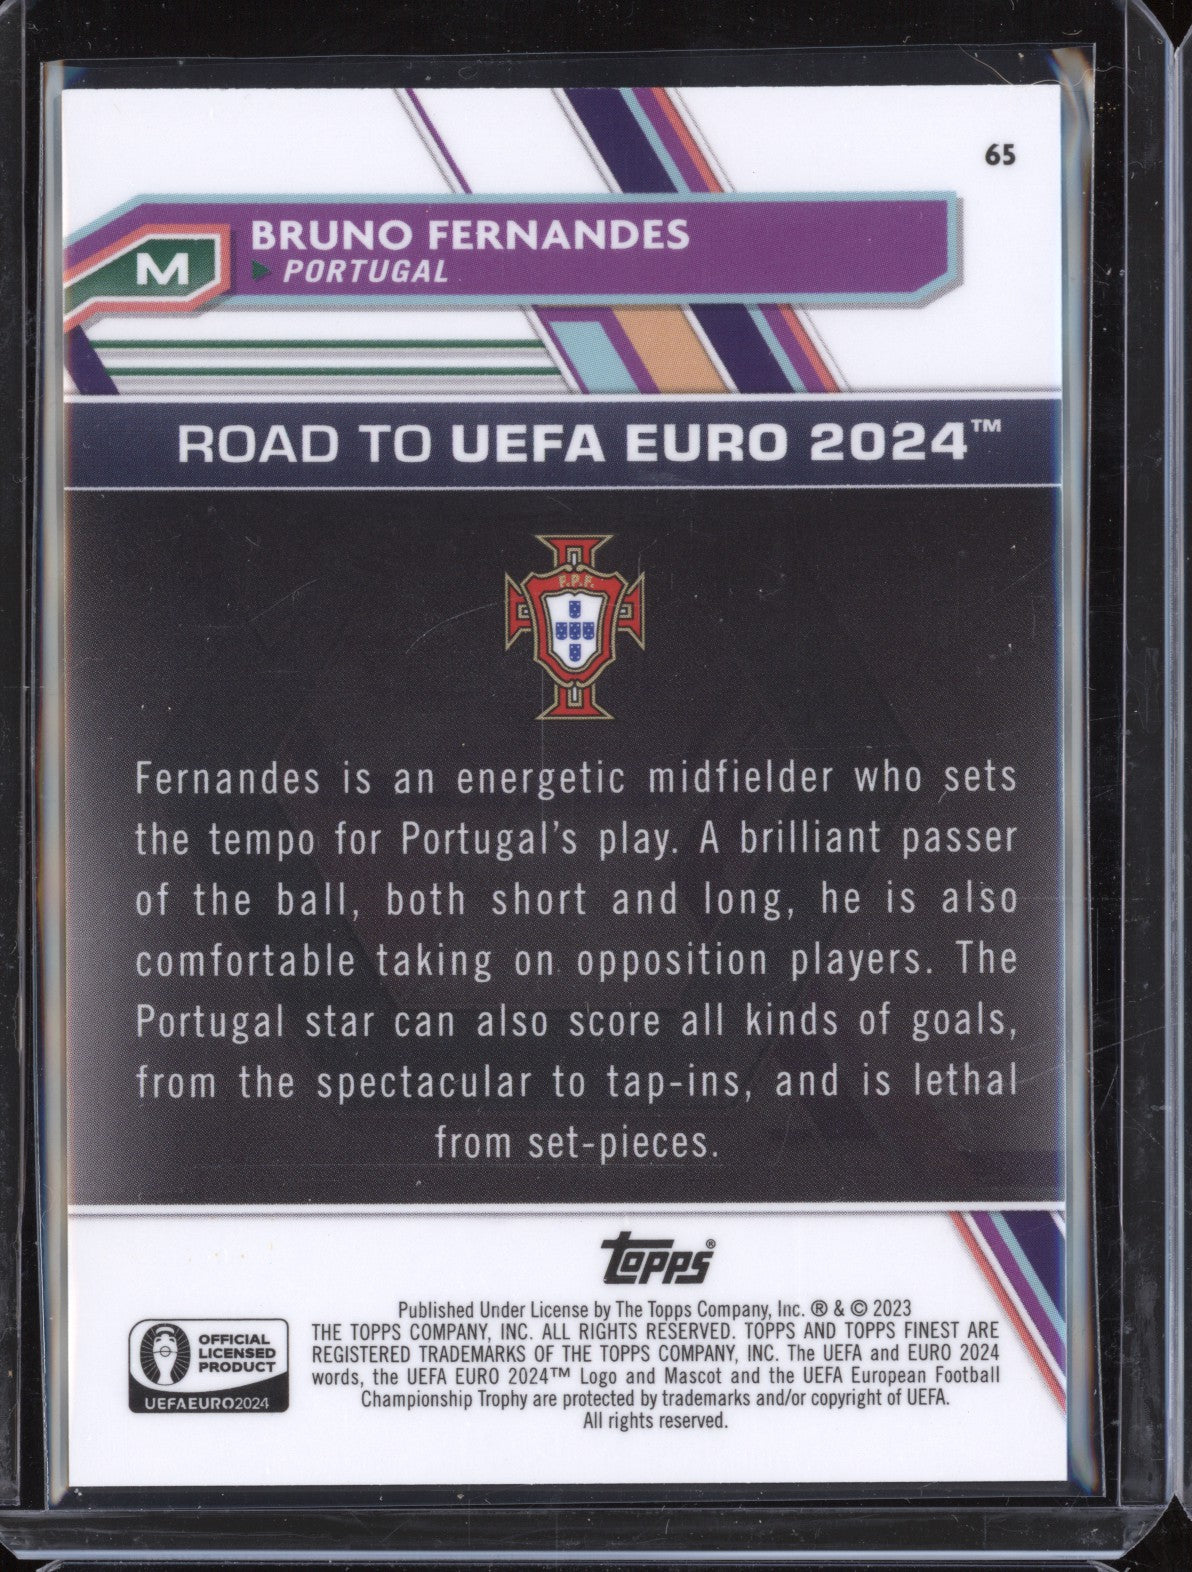 65
BRUNO FERNANDES
M
PORTUGAL
ROAD TO UEFA EURO 2024™
F.P.F.
Fernandes is an energetic midfielder who sets
the tempo for Portugal's play. A brilliant passer
of the ball, both short and long, he is also
comfortable taking on opposition players. The
Portugal star can also score all kinds of goals,
from the spectacular to tap-ins, and is lethal
from set-pieces.
Topps®
Published Under License by The Topps Company, Inc. ® & © 2023
THE TOPPS COMPANY, INC. ALL RIGHTS RESERVED. TOPPS AND TOPPS FINEST ARE
REGISTERED TRADEMARKS OF THE TOPPS COMPANY, INC. The UEFA and EURO 2024
words, the UEFA EURO 2024™ Logo and Mascot and the UEFA European Football
Championship Trophy are protected by trademarks and/or copyright of UEFA.
All rights reserved.
OFFICIAL
LICENSED
PRODUCT
UEFAEURO2024